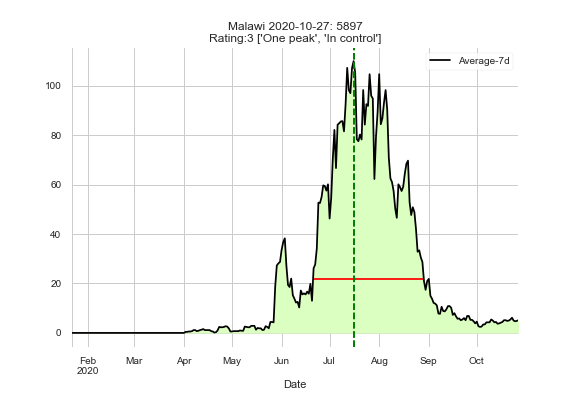 Malawi 2020-10-27: 5897
Rating:3 ['One peak', 'In control']
Average-7d
100
80
60
40
20
0
Feb
2020
Mar
Apr
May
Jun
Jul
Aug
Sep
Oct
Date